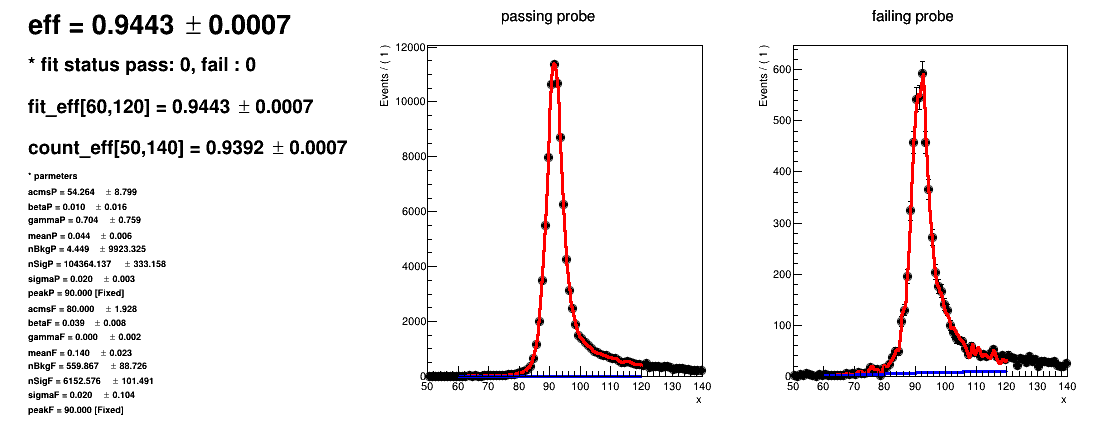 eff = 0.9443 ± 0.0007
* fit status pass: 0, fail : 0
fit_eff[60,120] = 0.9443 ± 0.0007
count_eff[50,140] = 0.9392 ± 0.0007
* parmeters
acmsP = 54.264 ± 8.799
betaP = 0.010 ± 0.016
gammaP = 0.704 ± 0.759
meanP = 0.044 ± 0.006
nBkgP = 4.449 ± 9923.325
nSigP = 104364.137 ± 333.158
sigmaP = 0.020 ± 0.003
peakP = 90.000 [Fixed]
acmsF = 80.000 ± 1.928
betaF = 0.039 ± 0.008
gammaF = 0.000 ± 0.002
meanF = 0.140 ± 0.023
nBkgF = 559.867 ± 88.726
nSigF = 6152.576 ± 101.491
sigmaF = 0.020 ± 0.104
peakF = 90.000 [Fixed]
passing probe
Events / ( 1 )
12000
10000
8000
6000
4000
2000
0
50 60 70 80 90 100 110 120 130 140
x
failing probe
Events / ( 1 )
600
500
400
300
200
100
0
50 60 70 80 90 100 110 120 130 140
x